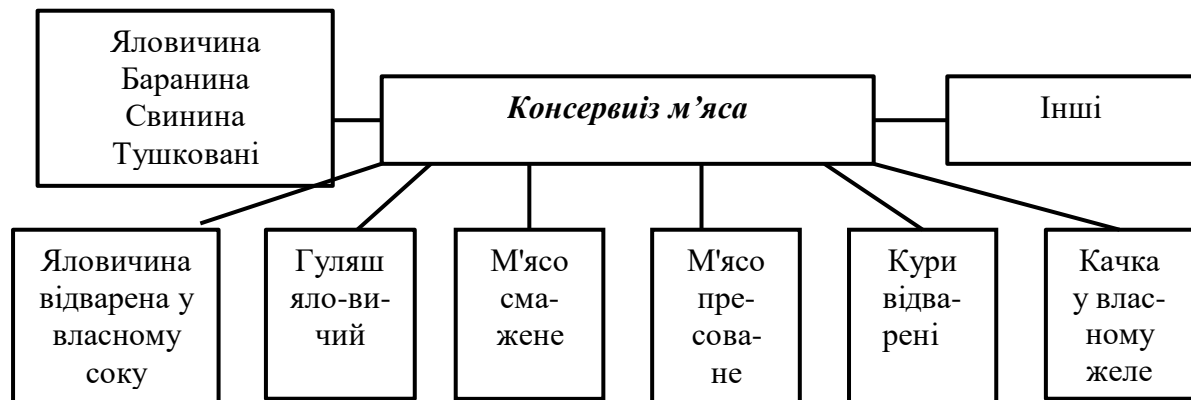 Яловичина
Баранина
Свинина
Тушковані
Консервиіз м’яса
Інші
Яловичина
відварена у
власному
соку
Гуляш
яло-ви-
чий
М'ясо
сма-
жене
М'ясо
пре-
сова-
не
Кури
відва-
рені
Качка
у влас-
ному
желе